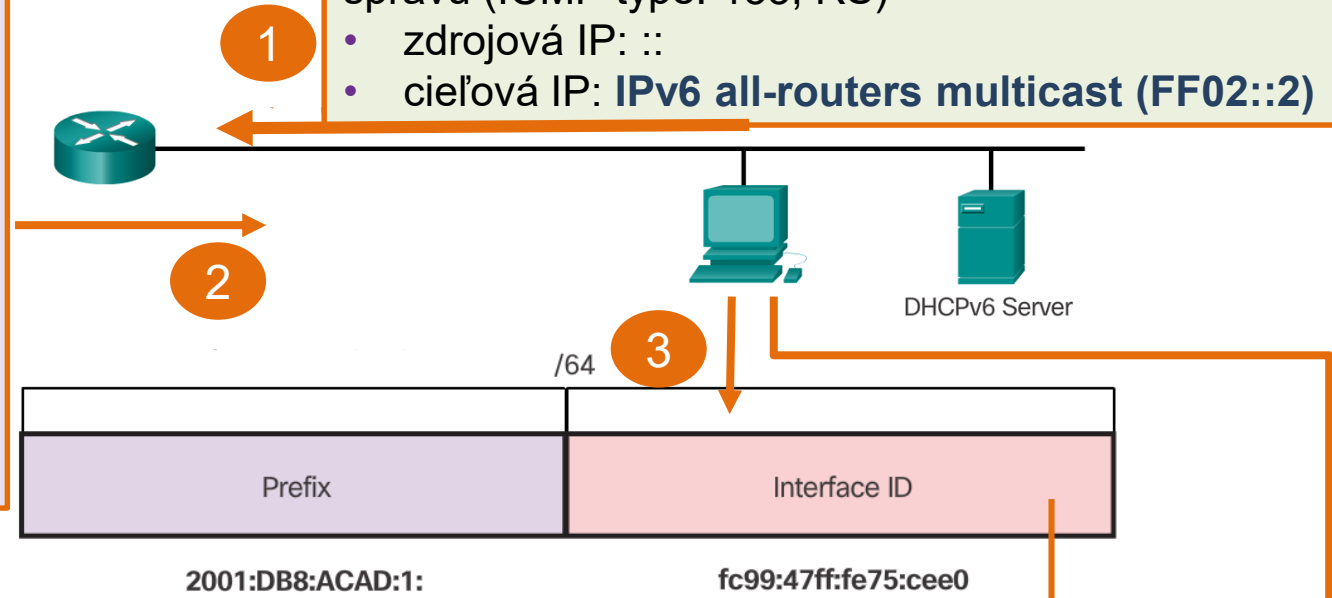 1
• zdrojová IP: ::
• cieľová IP: IPv6 all-routers multicast (FF02::2)
2
DHCPv6 Server
3
/64
Prefix
Interface ID
2001:DB8:ACAD:1:
fc99:47ff:fe75:cee0